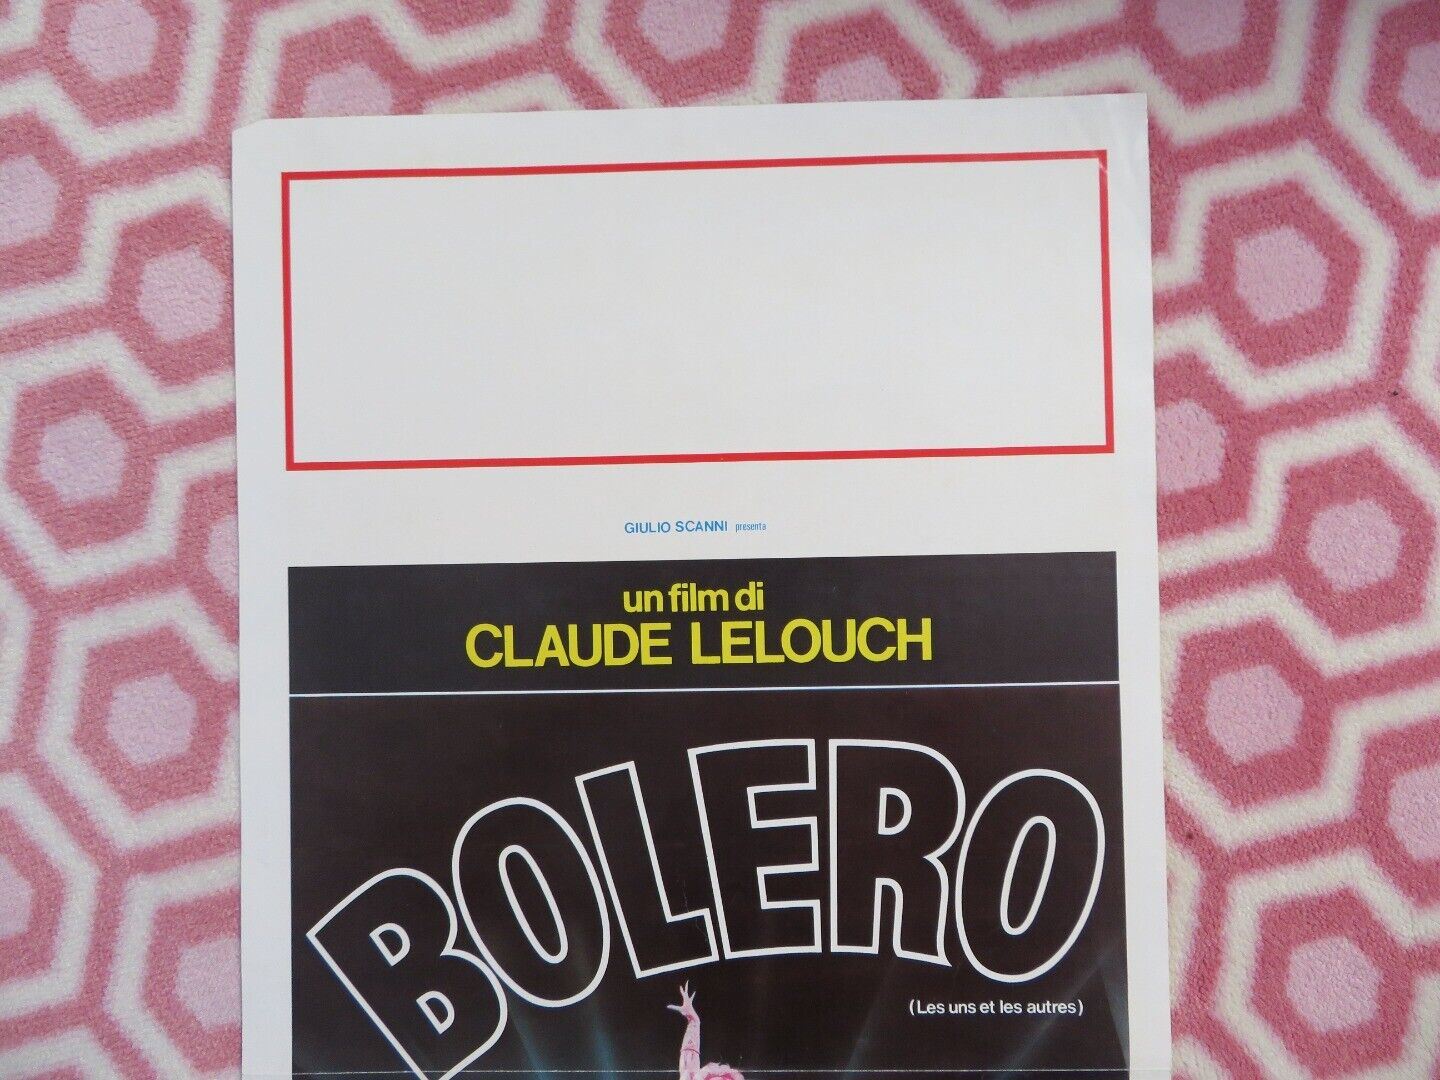 GIULIO SCANNI presenta
un film di
CLAUDE LELOUCH
BOLERO
(Les uns et les autres)